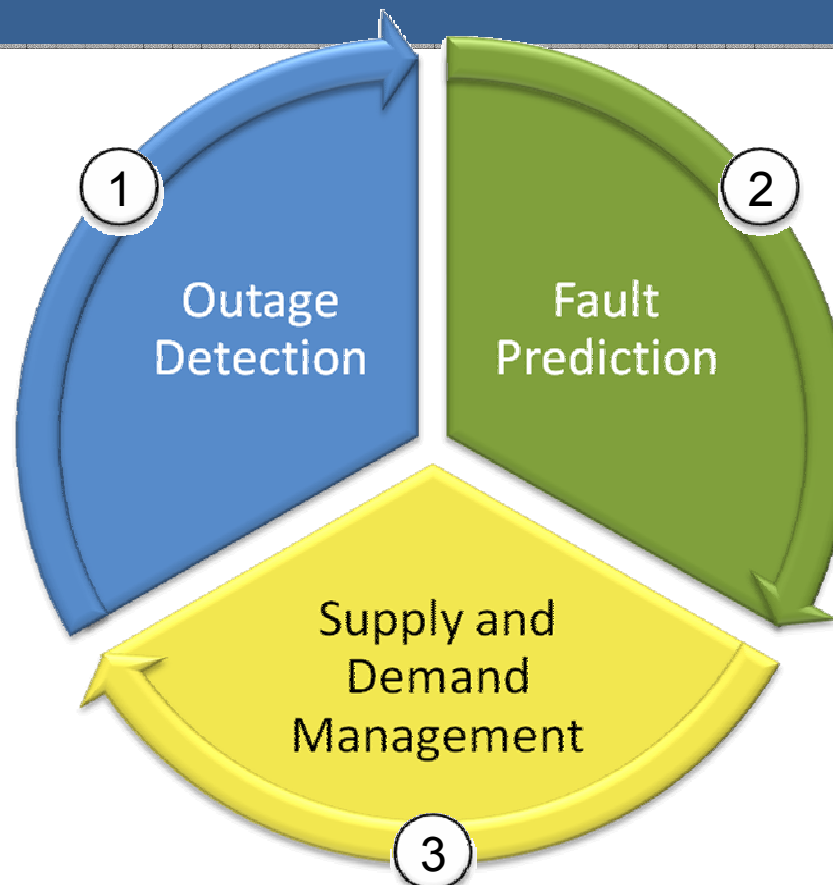 1
Outage
Detection
2
Fault
Prediction
Supply and
Demand
Management
3